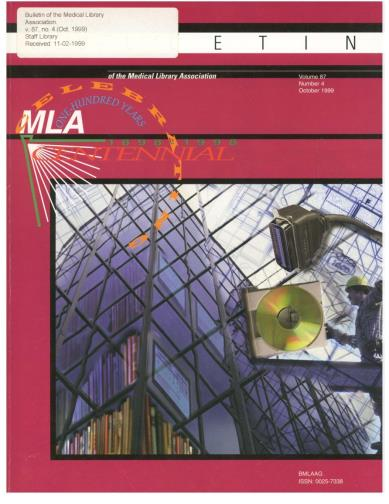 Bulletin of the Medical Library
Association.
v. 87, no. 4 (Oct. 1999)
Staff Library
Received: 11-02-1999
E T I N
of the Medical Library Association
Volume 87
Number 4
October 1999
CELEBRATING
ONE HUNDRED YEARS
MLA
1898 1998
CENTENNIAL
BMLAAG
ISSN: 0025-7338